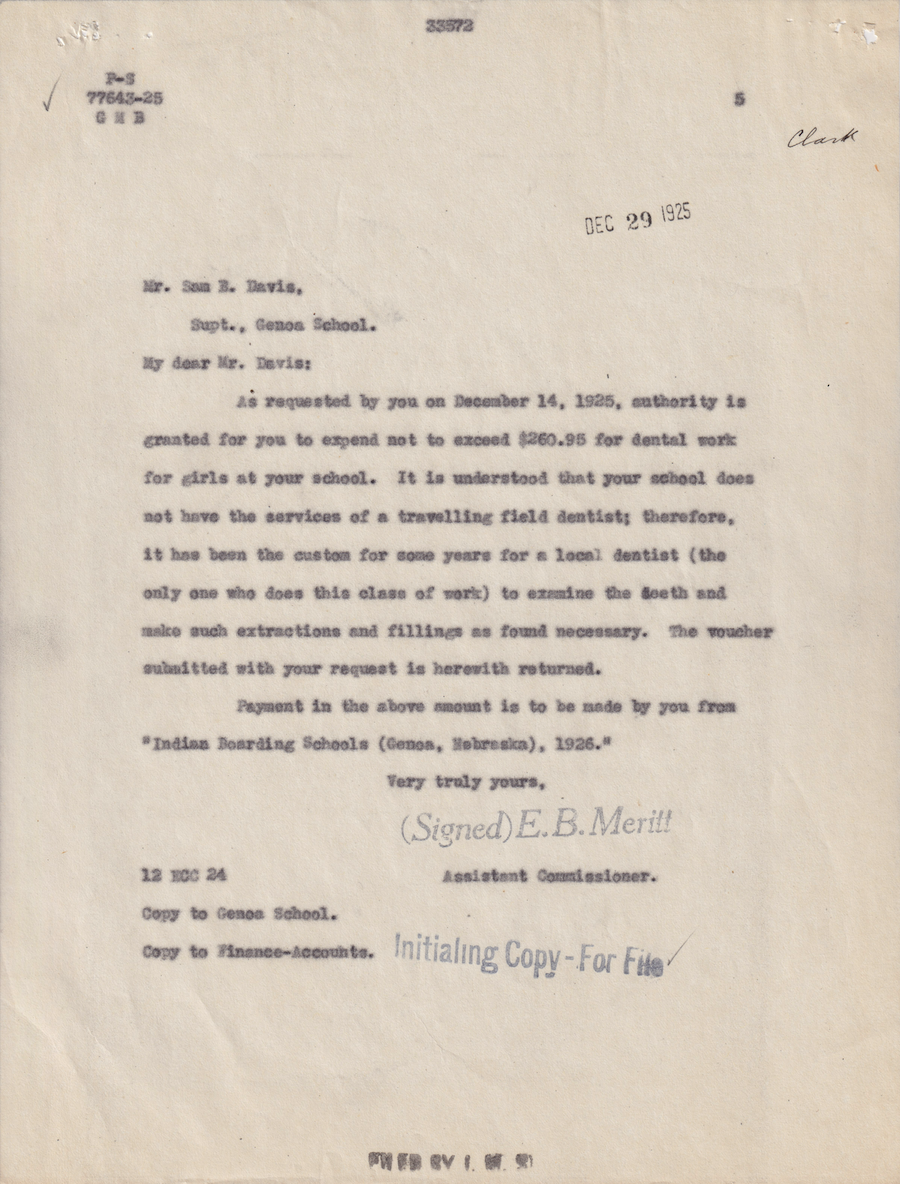 33572
P-S
77643-25
G M B
5
Clark
DEC 29 1925
Mr. Sam B. Davis,
Supt., Genoa School.
My dear Mr. Davis:
As requested by you on December 14, 1925, authority is
granted for you to expend not to exceed $260.95 for dental work
for girls at your school. It is understood that your school does
not have the services of a travelling field dentist; therefore,
it has been the custom for some years for a local dentist (the
only one who does this class of work) to examine the teeth and
make such extractions and fillings as found necessary. The voucher
submitted with your request is herewith returned.
Payment in the above amount is to be made by you from
"Indian Boarding Schools (Genoa, Nebraska), 1926."
Very truly yours,
(Signed) E. B. Meritt
12 ECC 24
Assistant Commissioner.
Copy to Genoa School.
Copy to Finance-Accounts.
Initialing Copy - For File
FILED BY